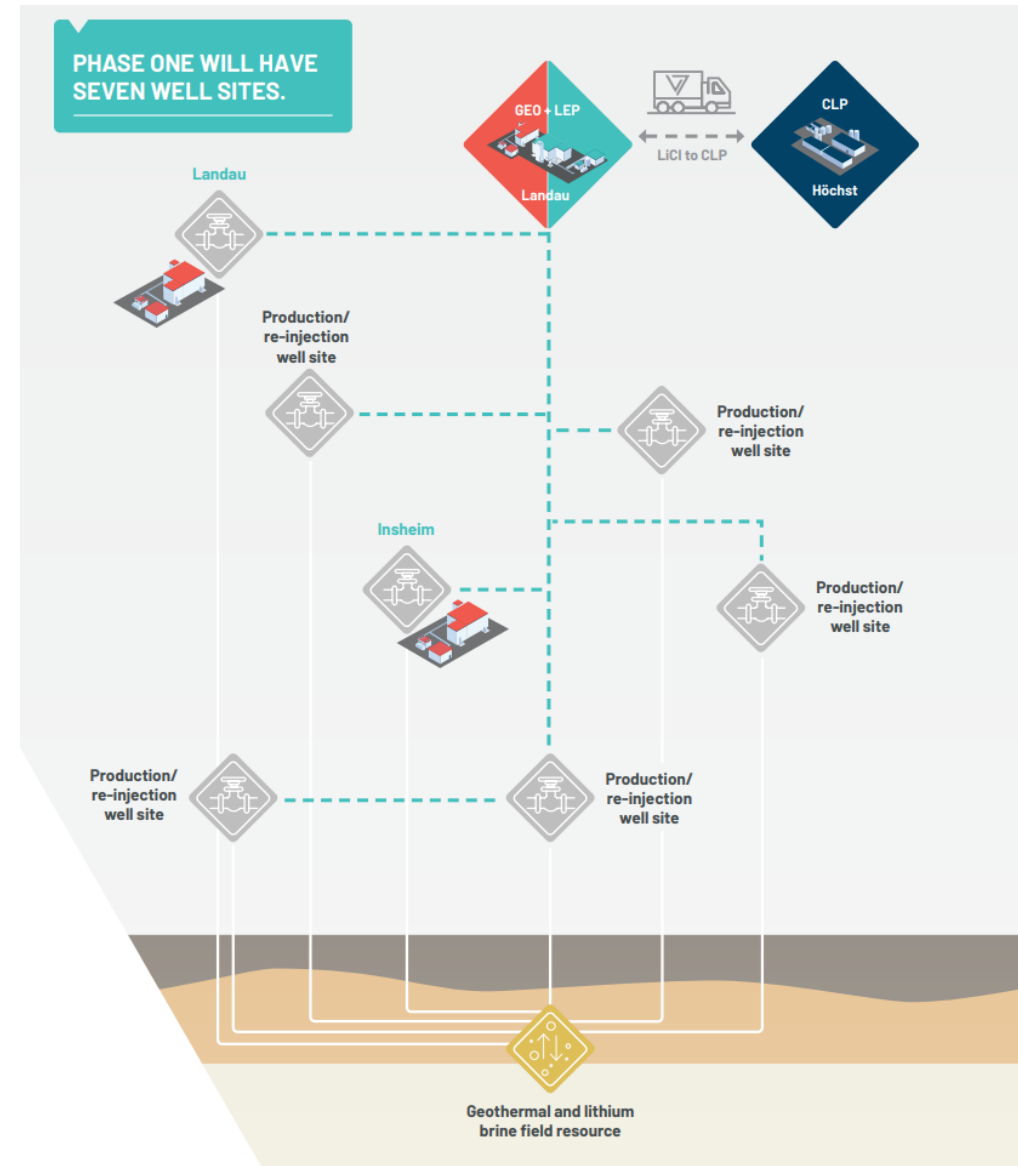 PHASE ONE WILL HAVE
SEVEN WELL SITES.
GEO + LEP
Landau
LiCl to CLP
CLP
Höchst
Landau
Production/
re-injection
well site
Production/
re-injection
well site
Insheim
Production/
re-injection
well site
Production/
re-injection
well site
Production/
re-injection
well site
Geothermal and lithium
brine field resource